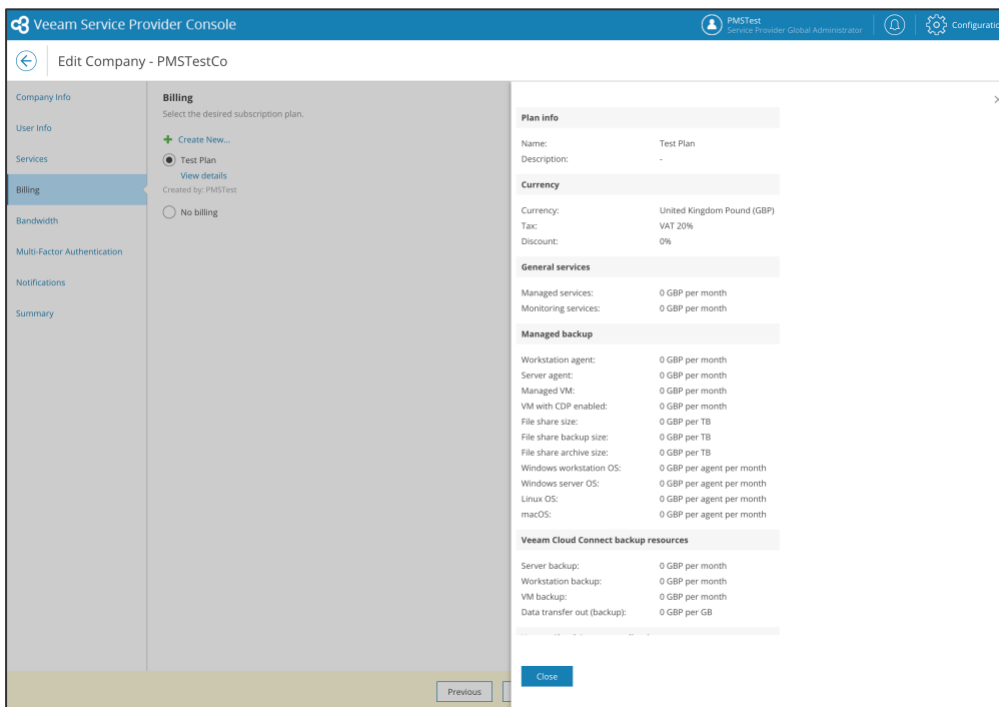 Veeam Service Provider Console
PMSTest
Service Provider Global Administrator
Edit Company - PMSTestCo
Company Info
User Info
Services
Billing
Bandwidth
Multi-Factor Authentication
Notifications
Summary
Billing
Select the desired subscription plan.
Create New...
Test Plan
View details
Created by: PMSTest
No billing
Previous
Plan info
Name: Test Plan
Description: -
Currency
Currency: United Kingdom Pound (GBP)
Tax: VAT 20%
Discount: 0%
General services
Managed services: 0 GBP per month
Monitoring services: 0 GBP per month
Managed backup
Workstation agent: 0 GBP per month
Server agent: 0 GBP per month
Managed VM: 0 GBP per month
VM with CDP enabled: 0 GBP per month
File share size: 0 GBP per TB
File share backup size: 0 GBP per TB
File share archive size: 0 GBP per TB
Windows workstation OS: 0 GBP per agent per month
Windows server OS: 0 GBP per agent per month
Linux OS: 0 GBP per agent per month
macOS: 0 GBP per agent per month
Veeam Cloud Connect backup resources
Server backup: 0 GBP per month
Workstation backup: 0 GBP per month
VM backup: 0 GBP per month
Data transfer out (backup): 0 GBP per GB
Close